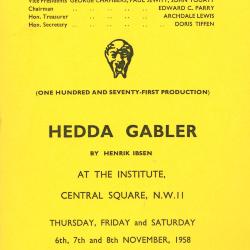 Vice Presidents GEORGE CHAMBERS, PAUL JEWITT, JOHN YOUATT
Chairman .. .. .. .. .. EDWARD C. PARRY
Hon. Treasurer .. .. .. .. ARCHDALE LEWIS
Hon. Secretary .. .. .. .. .. DORIS TIFFEN
(ONE HUNDRED AND SEVENTY-FIRST PRODUCTION)
HEDDA GABLER
BY HENRIK IBSEN
AT THE INSTITUTE,
CENTRAL SQUARE, N.W.11
THURSDAY, FRIDAY and SATURDAY
6th, 7th and 8th NOVEMBER, 1958